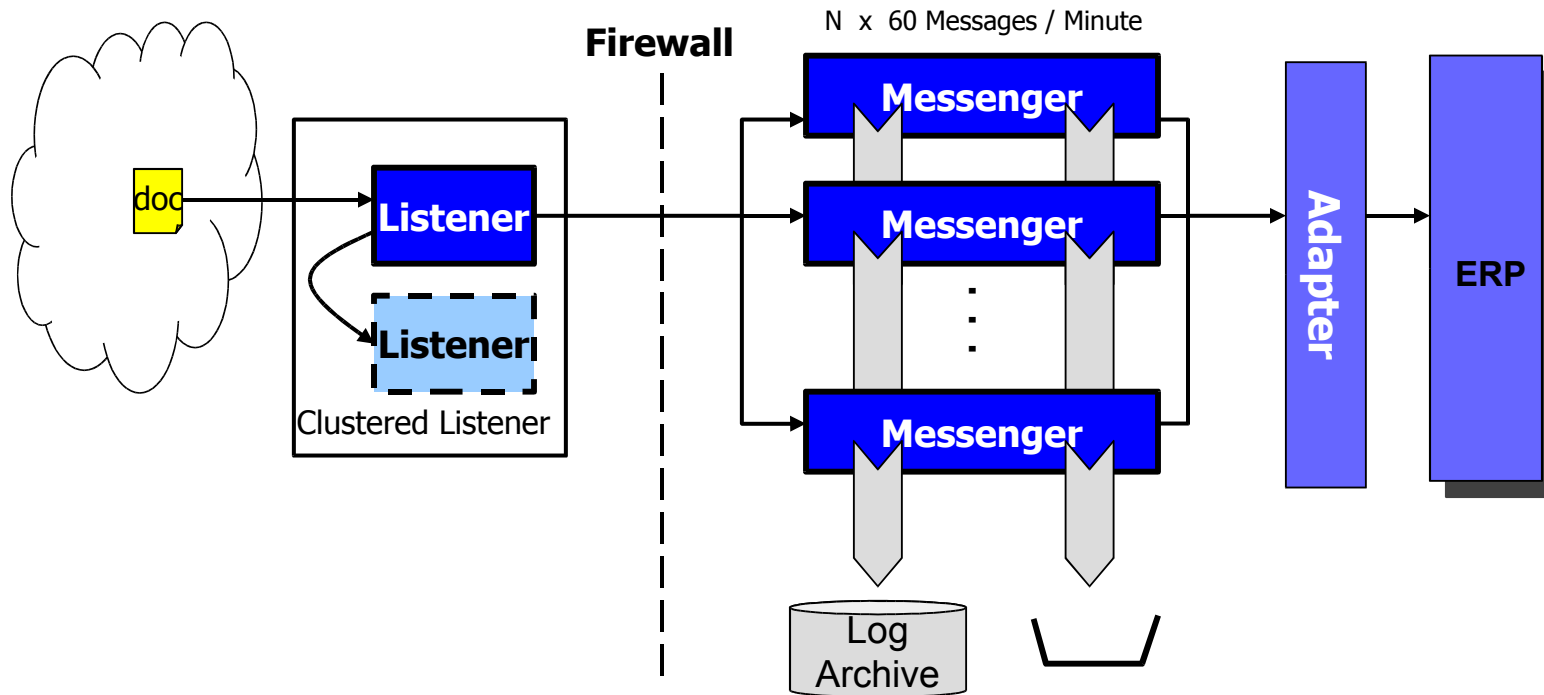 N x 60 Messages / Minute
Firewall
Messenger
doc
Listener
Messenger
Listener
Clustered Listener
Messenger
Adapter
ERP
Log
Archive